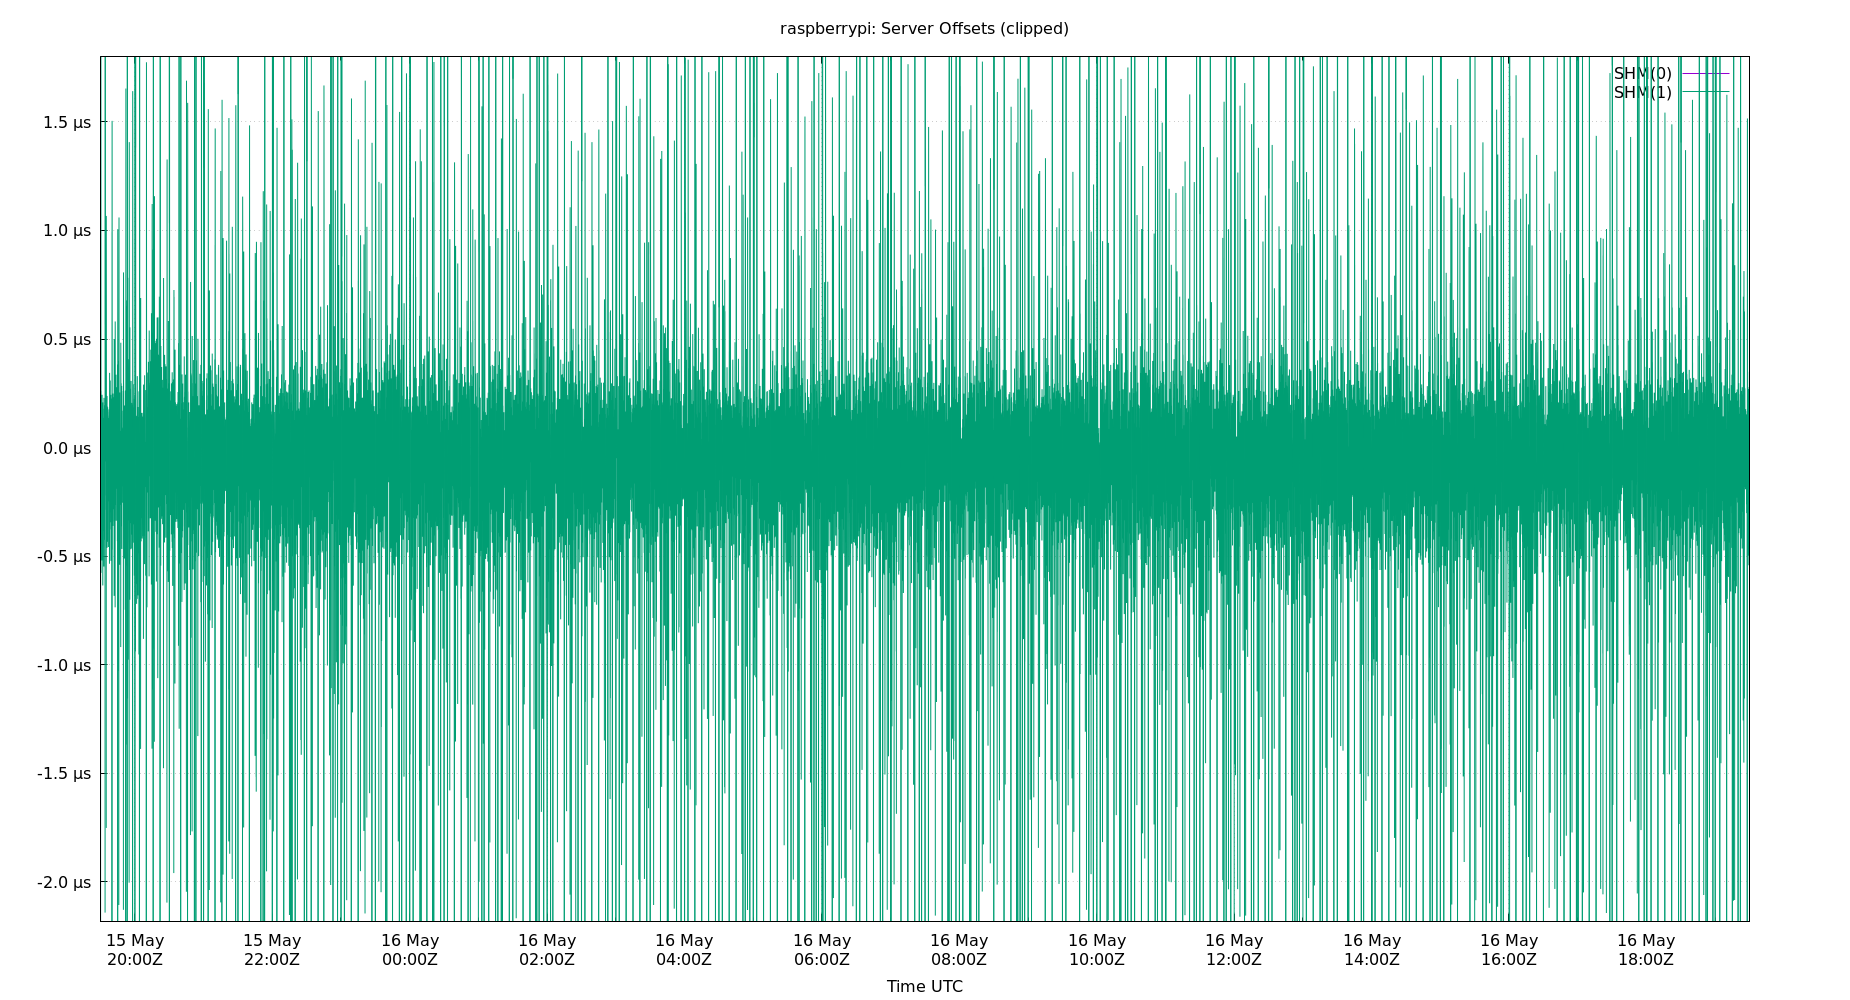 raspberrypi: Server Offsets (clipped)
SHM(0)
SHM(1)
1.5 µs
1.0 µs
0.5 µs
0.0 µs
-0.5 µs
-1.0 µs
-1.5 µs
-2.0 µs
15 May 15 May 16 May 16 May 16 May 16 May 16 May 16 May 16 May 16 May 16 May 16 May
20:00Z 22:00Z 00:00Z 02:00Z 04:00Z 06:00Z 08:00Z 10:00Z 12:00Z 14:00Z 16:00Z 18:00Z
Time UTC